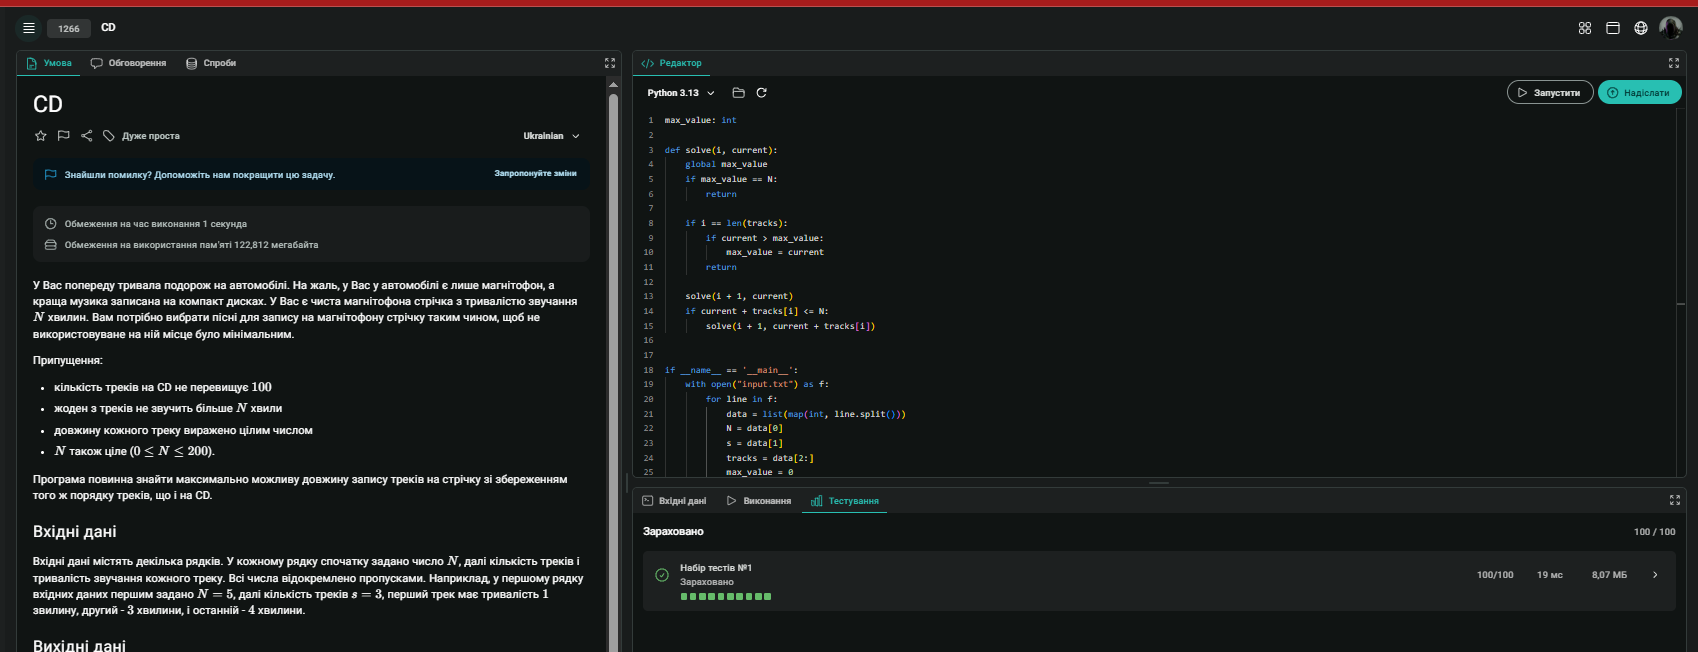 1266 CD
Умова Обговорення Спроби
CD
Дуже проста Ukrainian
Знайшли помилку? Допоможіть нам покращити цю задачу. Запропонуйте зміни
Обмеження на час виконання 1 секунда
Обмеження на використання пам'яті 122,812 мегабайта
У Вас попереду тривала подорож на автомобілі. На жаль, у Вас у автомобілі є лише магнітофон, а
краща музика записана на компакт дисках. У Вас є чиста магнітофона стрічка з тривалістю звучання
N хвилин. Вам потрібно вибрати пісні для запису на магнітофону стрічку таким чином, щоб не
використовуване на ній місце було мінімальним.
Припущення:
• кількість треків на CD не перевищує 100
• жоден з треків не звучить більше N хвили
• довжину кожного треку виражено цілим числом
• N також ціле (0 ≤ N ≤ 200).
Програма повинна знайти максимально можливу довжину запису треків на стрічку зі збереженням
того ж порядку треків, що і на CD.
Вхідні дані
Вхідні дані містять декілька рядків. У кожному рядку спочатку задано число N, далі кількість треків і
тривалість звучання кожного треку. Всі числа відокремлено пропусками. Наприклад, у першому рядку
вхідних даних першим задано N = 5, далі кількість треків s = 3, перший трек має тривалість 1
звилину, другий - 3 хвилини, і останній - 4 хвилини.
Вихідні дані
Редактор
Python 3.13 Запустити Надіслати
1 max_value: int
2
3 def solve(i, current):
4 global max_value
5 if max_value == N:
6 return
7
8 if i == len(tracks):
9 if current > max_value:
10 max_value = current
11 return
12
13 solve(i + 1, current)
14 if current + tracks[i] <= N:
15 solve(i + 1, current + tracks[i])
16
17
18 if __name__ == '__main__':
19 with open("input.txt") as f:
20 for line in f:
21 data = list(map(int, line.split()))
22 N = data[0]
23 s = data[1]
24 tracks = data[2:]
25 max_value = 0
Вхідні дані Виконання Тестування
Зараховано 100 / 100
Набір тестів №1
Зараховано
100/100 19 мс 8,07 МБ